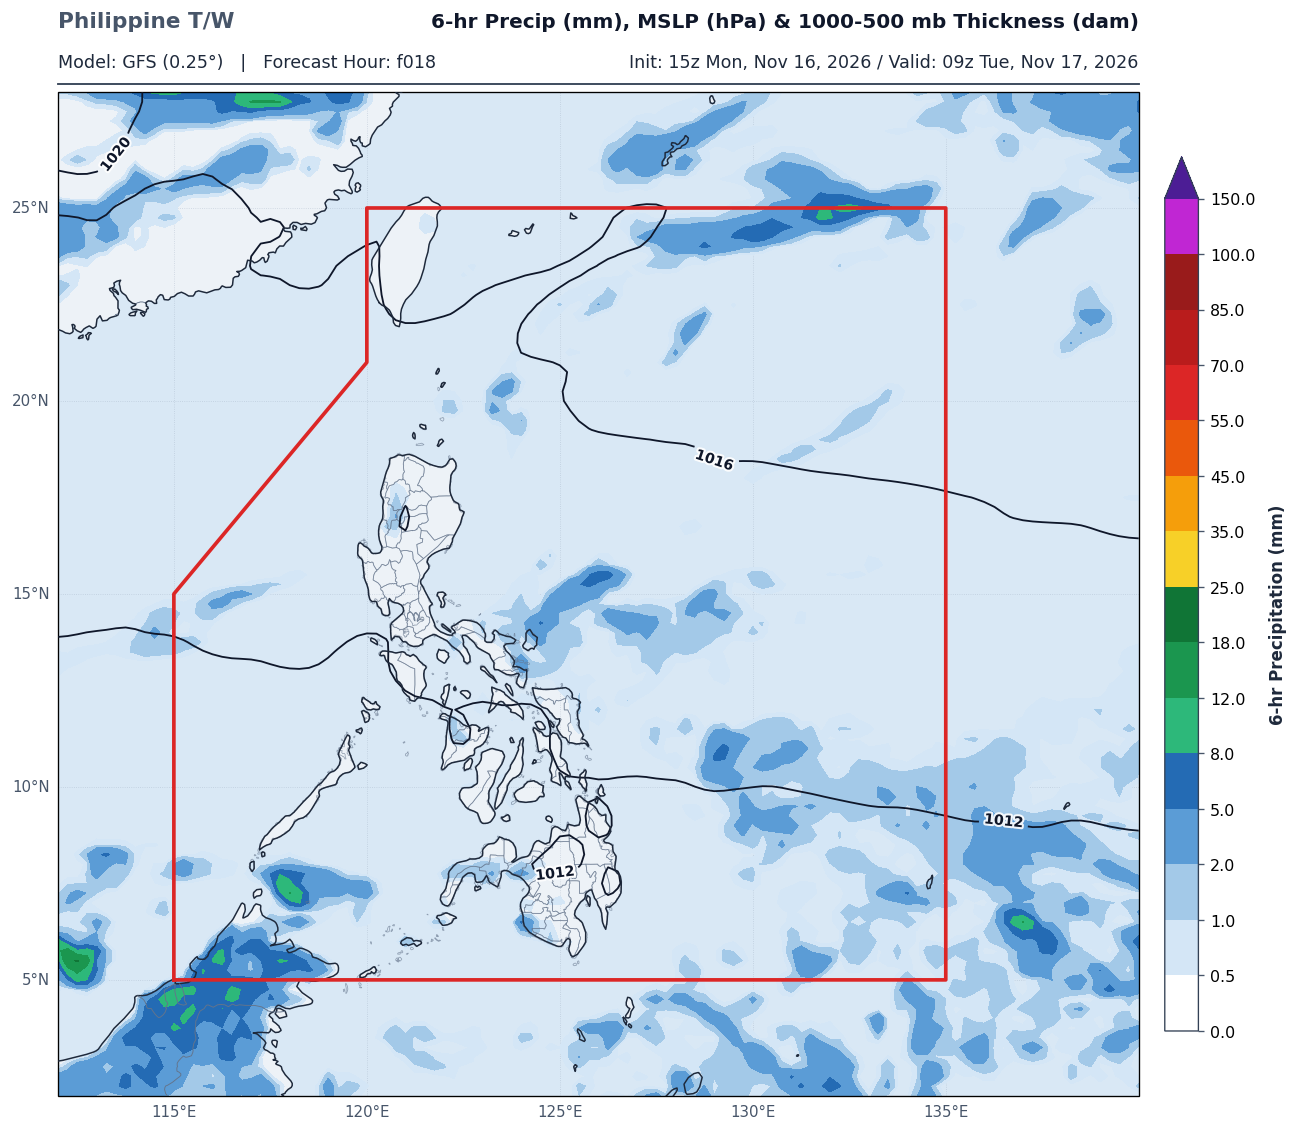 Philippine T/W
6-hr Precip (mm), MSLP (hPa) & 1000-500 mb Thickness (dam)
Model: GFS (0.25°) | Forecast Hour: f018
Init: 15z Mon, Nov 16, 2026 / Valid: 09z Tue, Nov 17, 2026
1020
25°N
20°N
1016
15°N
10°N
1012
1012
5°N
115°E
120°E
125°E
130°E
135°E
150.0
100.0
85.0
70.0
55.0
45.0
35.0
25.0
18.0
12.0
8.0
5.0
2.0
1.0
0.5
0.0
6-hr Precipitation (mm)